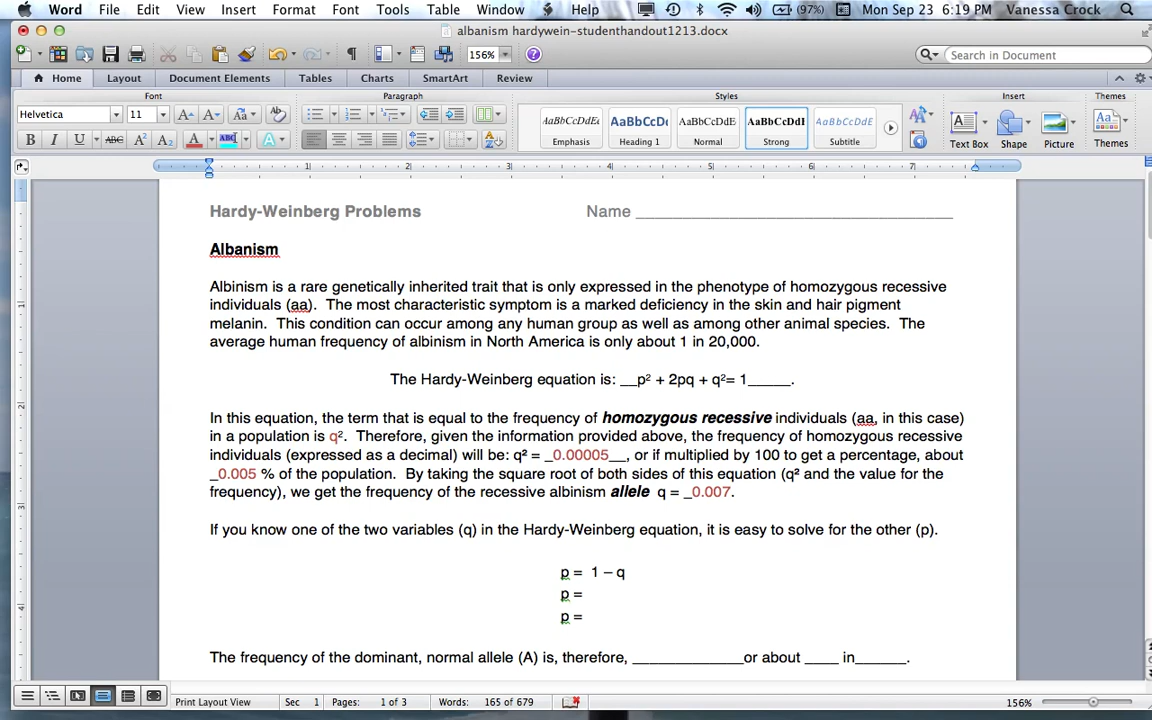 Word File Edit View Insert Format Font Tools Table Window Help (97%) Mon Sep 23 6:19 PM Vanessa Crock
albanism hardywein-studenthandout1213.docx
156% Search in Document
Home Layout Document Elements Tables Charts SmartArt Review
Font Paragraph Styles Insert Themes
Helvetica 11
AaBbCcDdEe AaBbCcDc AaBbCcDdE AaBbCcDdI AaBbCcDdE
B I U ABC A² A₂ A ABC A Emphasis Heading 1 Normal Strong Subtitle Text Box Shape Picture Themes
1 2 3 4 5 6 7
Hardy-Weinberg Problems Name ___________________________________
Albanism
Albinism is a rare genetically inherited trait that is only expressed in the phenotype of homozygous recessive
individuals (aa). The most characteristic symptom is a marked deficiency in the skin and hair pigment
melanin. This condition can occur among any human group as well as among other animal species. The
average human frequency of albinism in North America is only about 1 in 20,000.
The Hardy-Weinberg equation is: __p² + 2pq + q²= 1_____.
In this equation, the term that is equal to the frequency of homozygous recessive individuals (aa, in this case)
in a population is q². Therefore, given the information provided above, the frequency of homozygous recessive
individuals (expressed as a decimal) will be: q² = _0.00005__, or if multiplied by 100 to get a percentage, about
_0.005 % of the population. By taking the square root of both sides of this equation (q² and the value for the
frequency), we get the frequency of the recessive albinism allele q = _0.007.
If you know one of the two variables (q) in the Hardy-Weinberg equation, it is easy to solve for the other (p).
p = 1 – q
p =
p =
The frequency of the dominant, normal allele (A) is, therefore, _____________or about ____ in______.
Print Layout View Sec 1 Pages: 1 of 3 Words: 165 of 679 156%